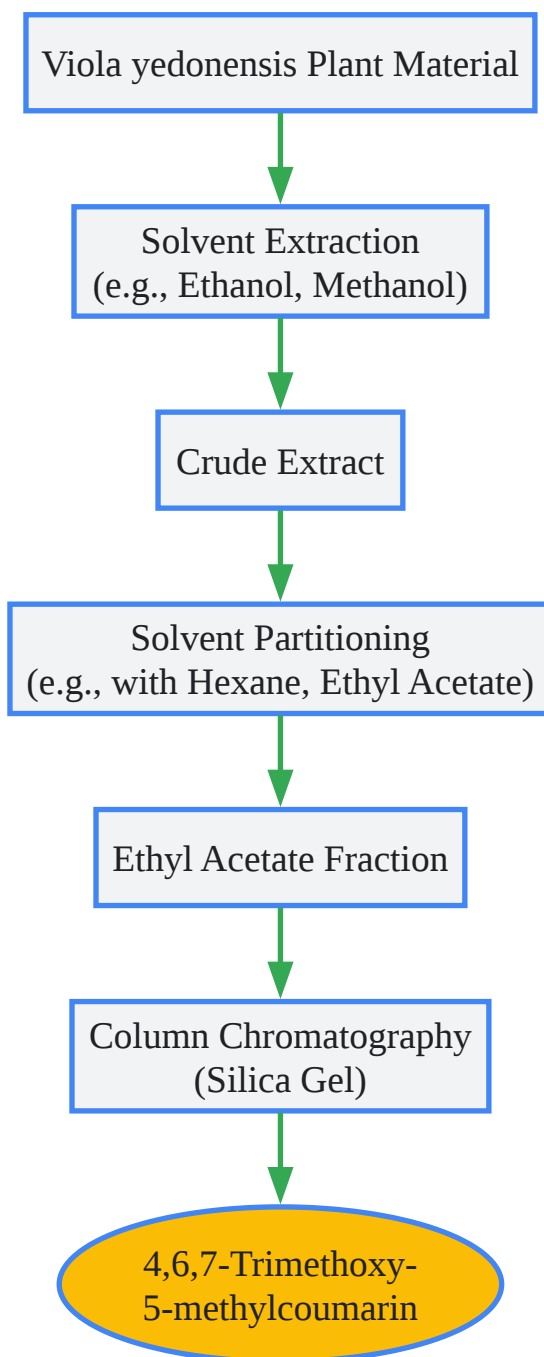 Viola yedonensis Plant Material
Solvent Extraction
(e.g., Ethanol, Methanol)
Crude Extract
Solvent Partitioning
(e.g., with Hexane, Ethyl Acetate)
Ethyl Acetate Fraction
Column Chromatography
(Silica Gel)
4,6,7-Trimethoxy-
5-methylcoumarin